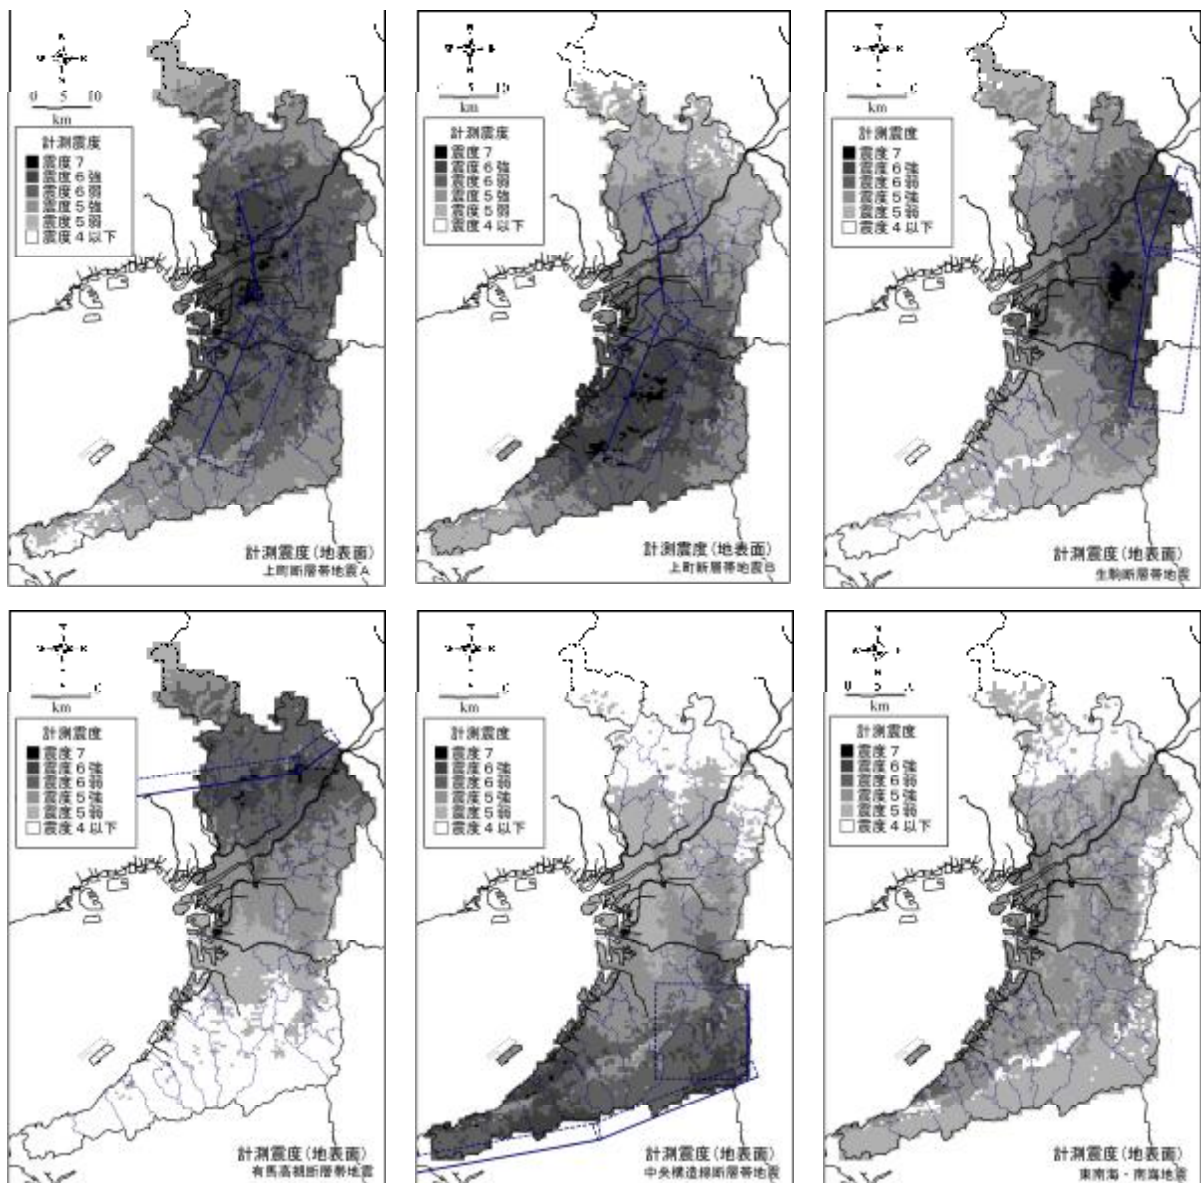 0 5 10
km
計測震度
震度7
震度6強
震度6弱
震度5強
震度5弱
震度4以下
計測震度(地表面)
上町断層帯地震A
km
計測震度
震度7
震度6強
震度6弱
震度5強
震度5弱
震度4以下
計測震度(地表面)
上町断層帯地震B
km
計測震度
震度7
震度6強
震度6弱
震度5強
震度5弱
震度4以下
計測震度(地表面)
生駒断層帯地震
km
計測震度
震度7
震度6強
震度6弱
震度5強
震度5弱
震度4以下
計測震度(地表面)
有馬高槻断層帯地震
km
計測震度
震度7
震度6強
震度6弱
震度5強
震度5弱
震度4以下
計測震度(地表面)
中央構造線断層帯地震
km
計測震度
震度7
震度6強
震度6弱
震度5強
震度5弱
震度4以下
計測震度(地表面)
東南海・南海地震